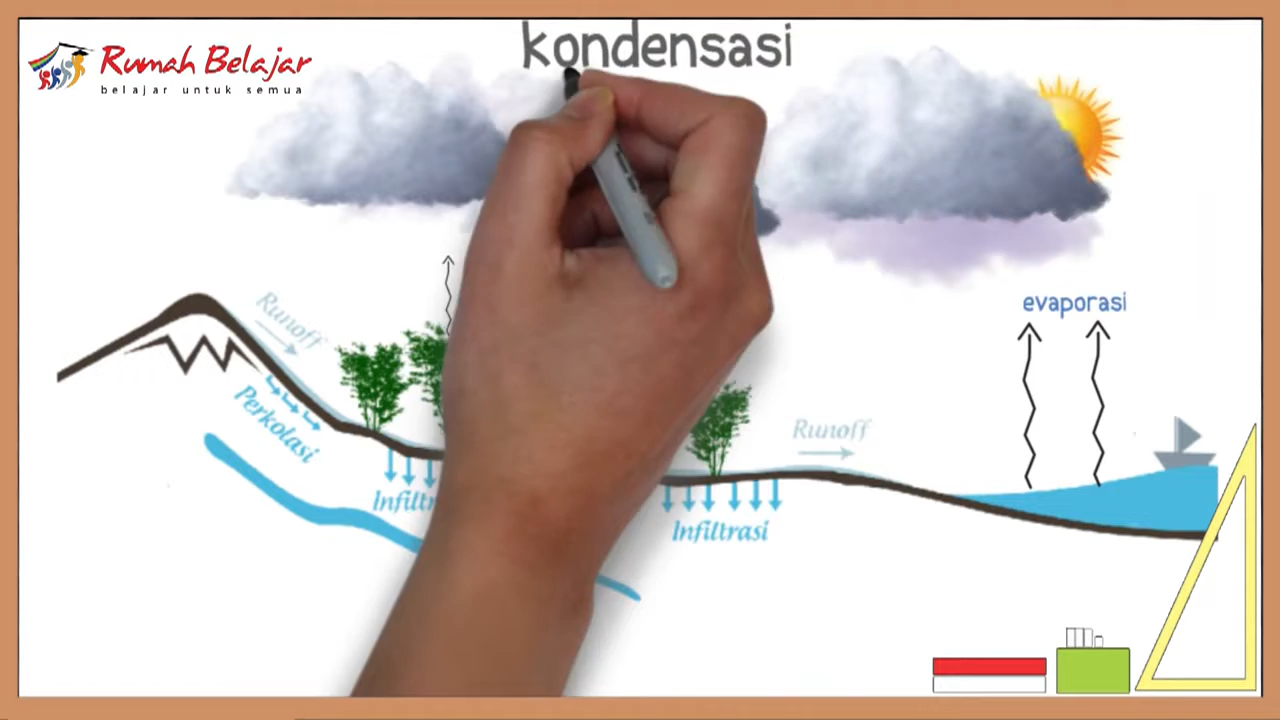 kondensasi
Rumah Belajar
belajar untuk semua
evaporasi
Runoff
Perkolasi
Runoff
Infiltrasi